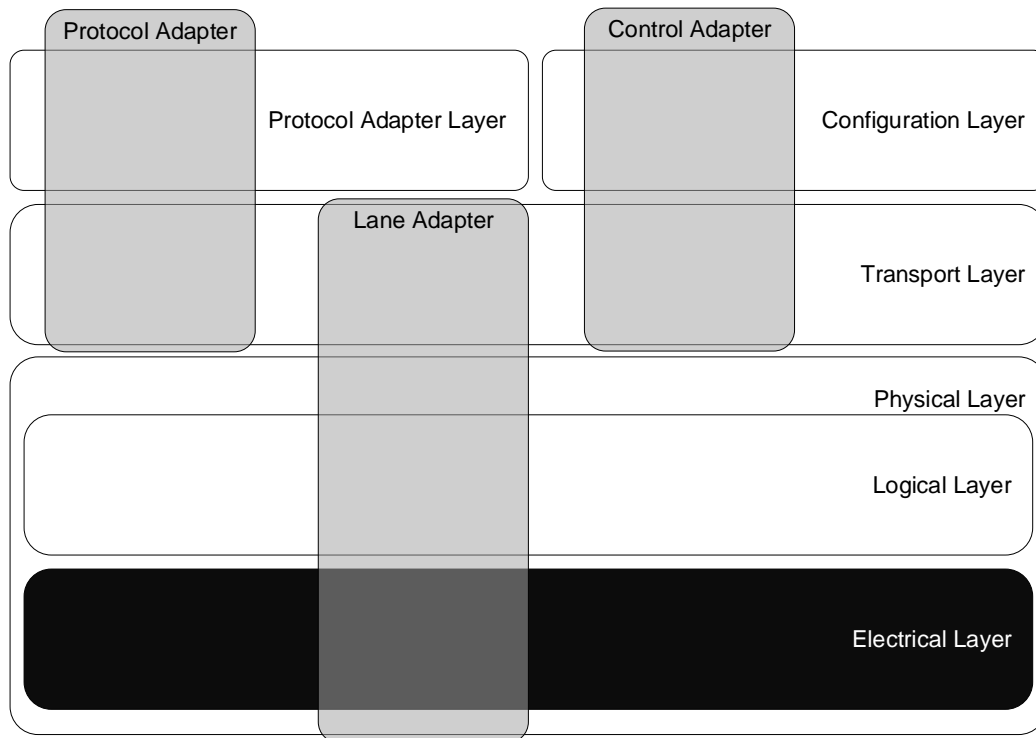 Protocol Adapter
Control Adapter
Protocol Adapter Layer
Configuration Layer
Lane Adapter
Transport Layer
Physical Layer
Logical Layer
Electrical Layer